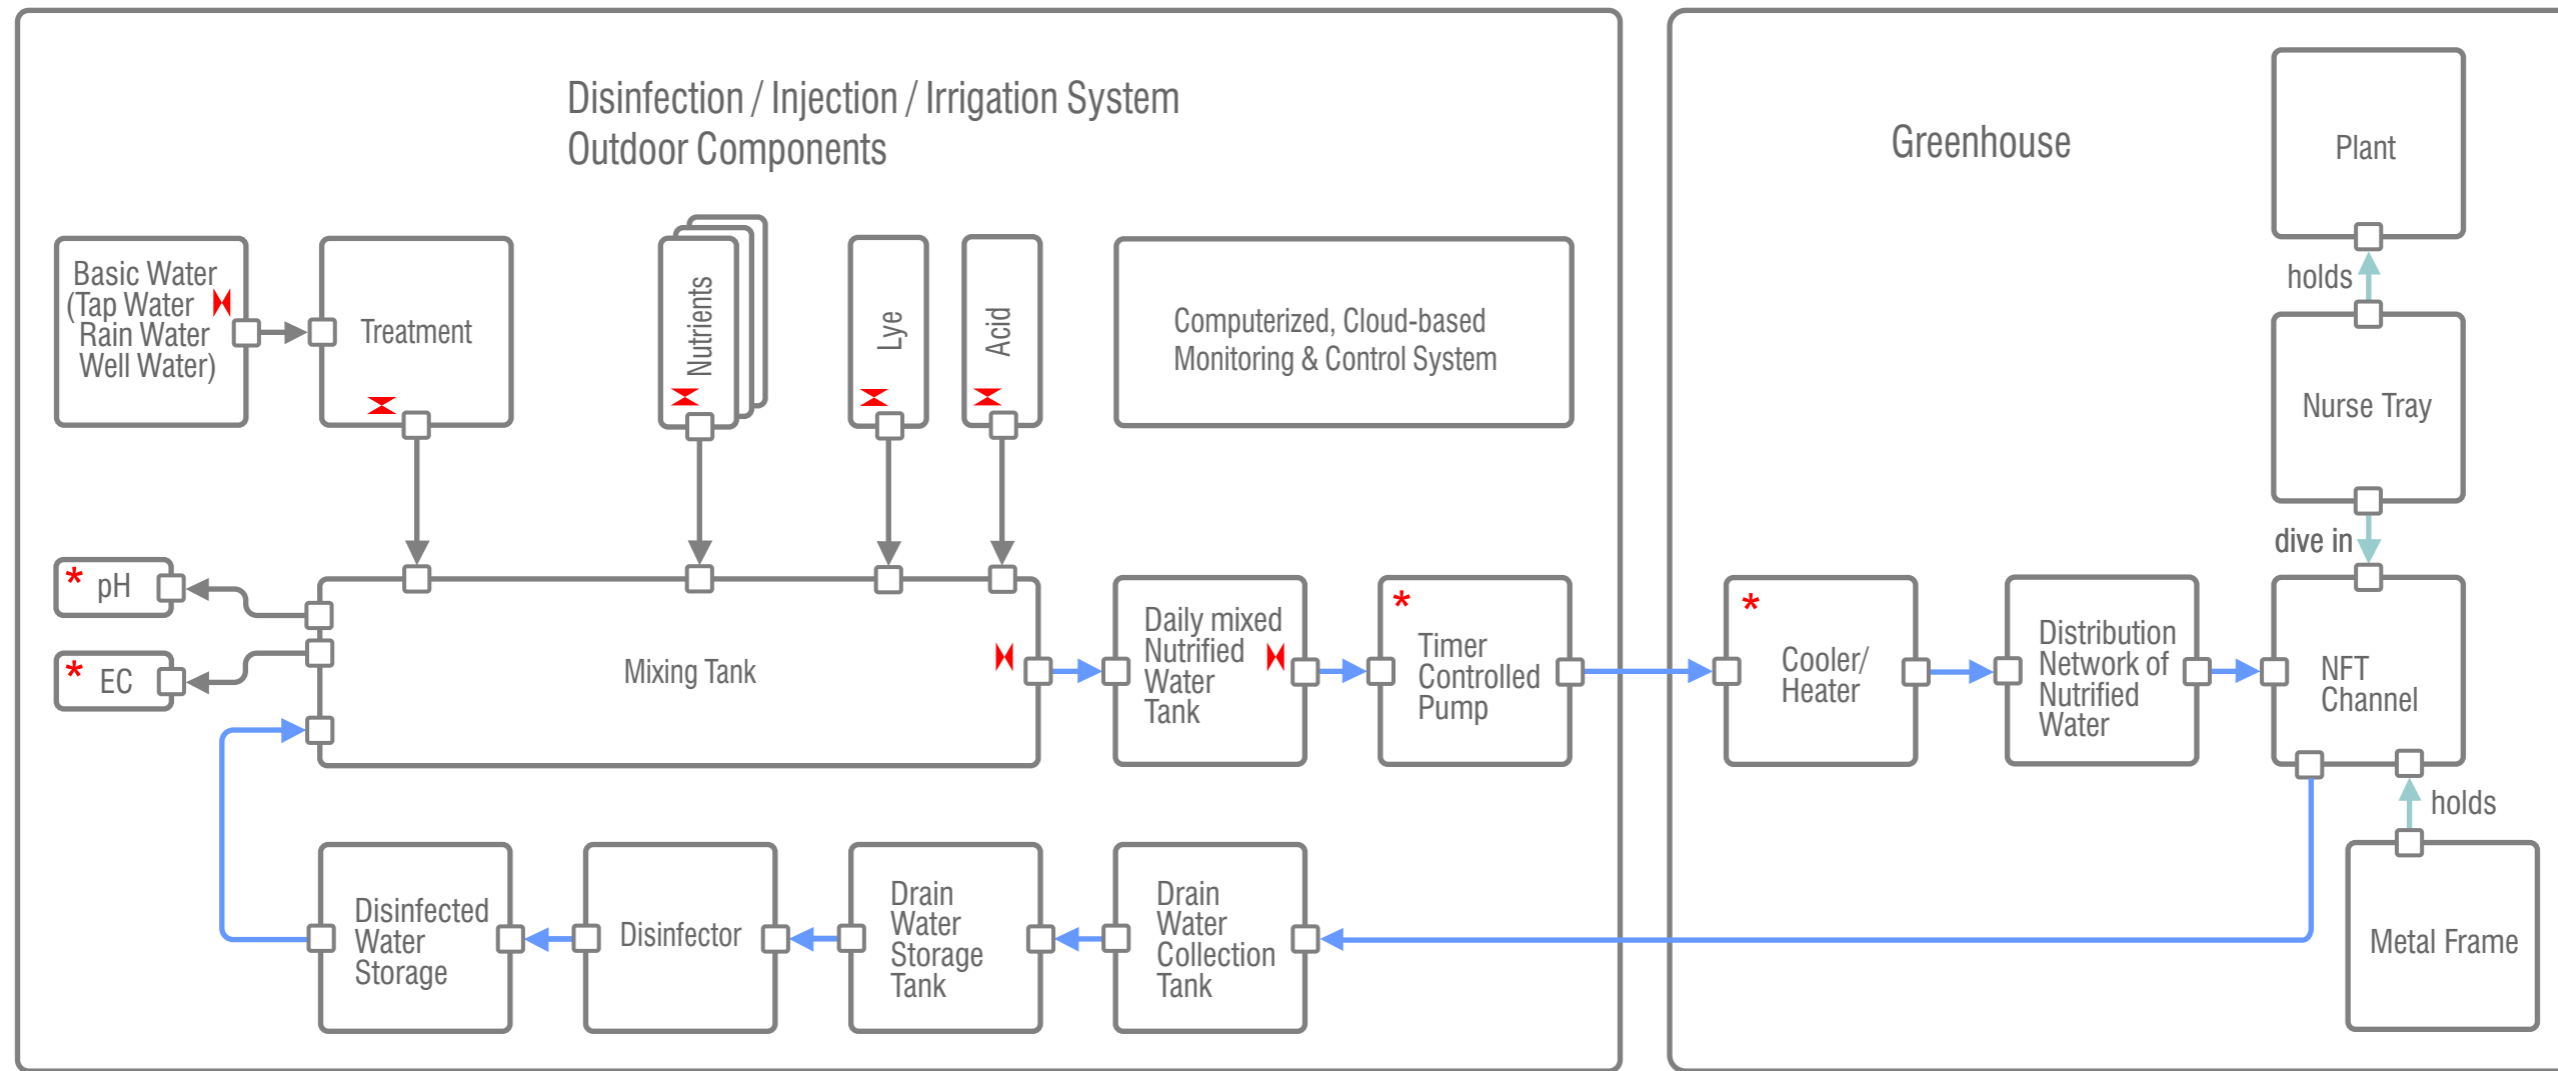 Disinfection / Injection / Irrigation System
Outdoor Components
Greenhouse
Plant
holds
Nurse Tray
dive in
Basic Water
(Tap Water
Rain Water
Well Water)
Treatment
Nutrients
Lye
Acid
Computerized, Cloud-based
Monitoring & Control System
* pH
* EC
Mixing Tank
Daily mixed
Nutrified
Water
Tank
*
Timer
Controlled
Pump
*
Cooler/
Heater
Distribution
Network of
Nutrified
Water
NFT
Channel
holds
Metal Frame
Disinfected
Water
Storage
Disinfector
Drain
Water
Storage
Tank
Drain
Water
Collection
Tank